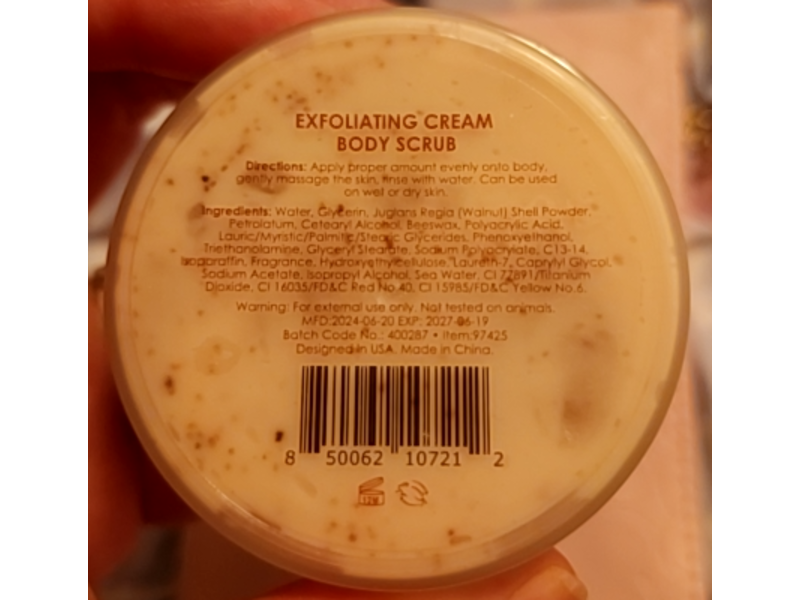 EXFOLIATING CREAM
BODY SCRUB
Directions: Apply proper amount evenly onto body,
gently massage the skin, rinse with water. Can be used
on wet or dry skin.
Ingredients: Water, Glycerin, Juglans Regia (Walnut) Shell Powder,
Petrolatum, Cetearyl Alcohol, Beeswax, Polyacrylic Acid,
Lauric/Myristic/Palmitic/Stearic Glycerides, Phenoxyethanol,
Triethanolamine, Glyceryl Stearate, Sodium Polyacrylate, C13-14,
Isoparaffin, Fragrance, Hydroxyethylcellulose, Laureth-7, Caprylyl Glycol,
Sodium Acetate, Isopropyl Alcohol, Sea Water, CI 77891/Titanium
Dioxide, CI 16035/FD&C Red No.40, CI 15985/FD&C Yellow No.6.
Warning: For external use only. Not tested on animals.
MFD:2024-06-20 EXP: 2027-06-19
Batch Code No.: 400287 • Item:97425
Designed in USA. Made in China.
8 50062 10721 2